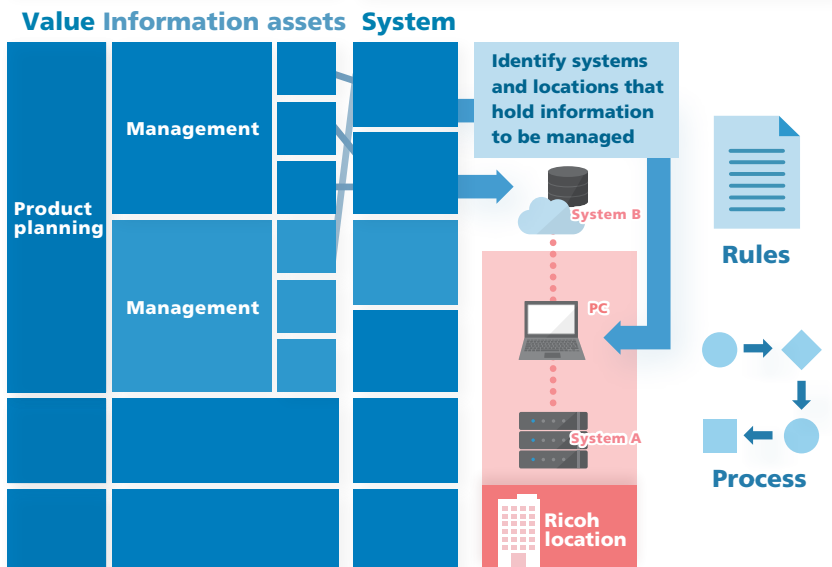 Value Information assets System
Identify systems
and locations that
hold information
to be managed
Management
Product
planning
System B
Rules
Management
PC
System A
Process
Ricoh
location